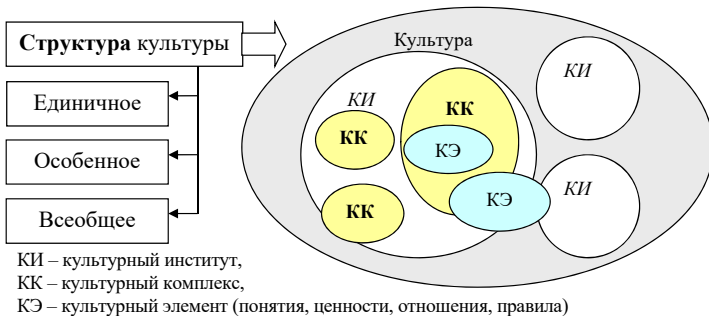 Структура культуры
Единичное
Особенное
Всеобщее
Культура
КИ
КИ
КК
КК
КЭ
КК
КЭ
КИ
КИ – культурный институт,
КК – культурный комплекс,
КЭ – культурный элемент (понятия, ценности, отношения, правила)